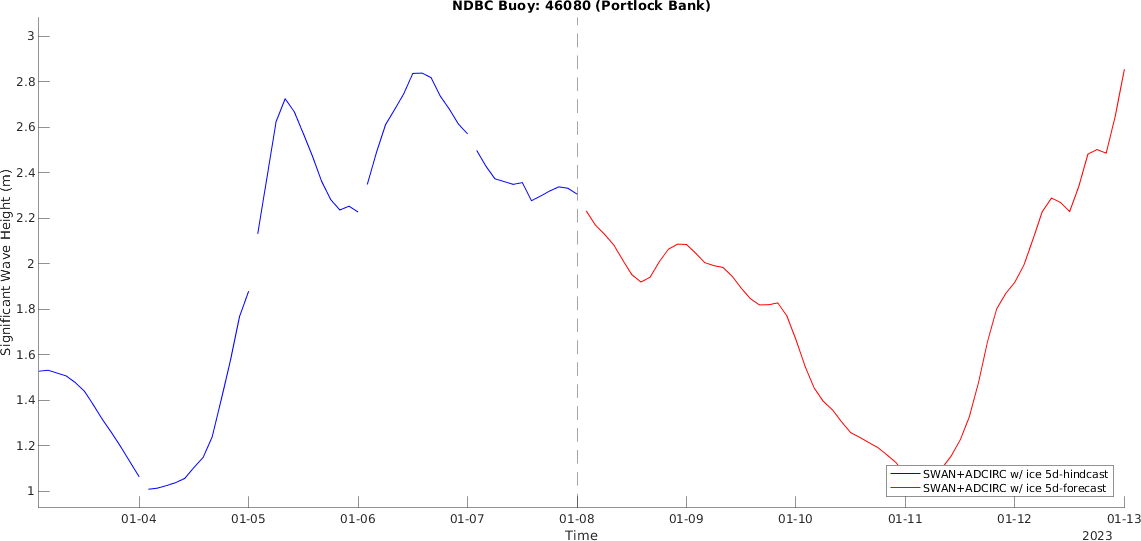 NDBC Buoy: 46080 (Portlock Bank)
3
2.8
2.6
2.4
2.2
2
1.8
1.6
1.4
1.2
1
Significant Wave Height (m)
SWAN+ADCIRC w/ ice 5d-hindcast
SWAN+ADCIRC w/ ice 5d-forecast
01-04 01-05 01-06 01-07 01-08 01-09 01-10 01-11 01-12 01-13
Time
2023